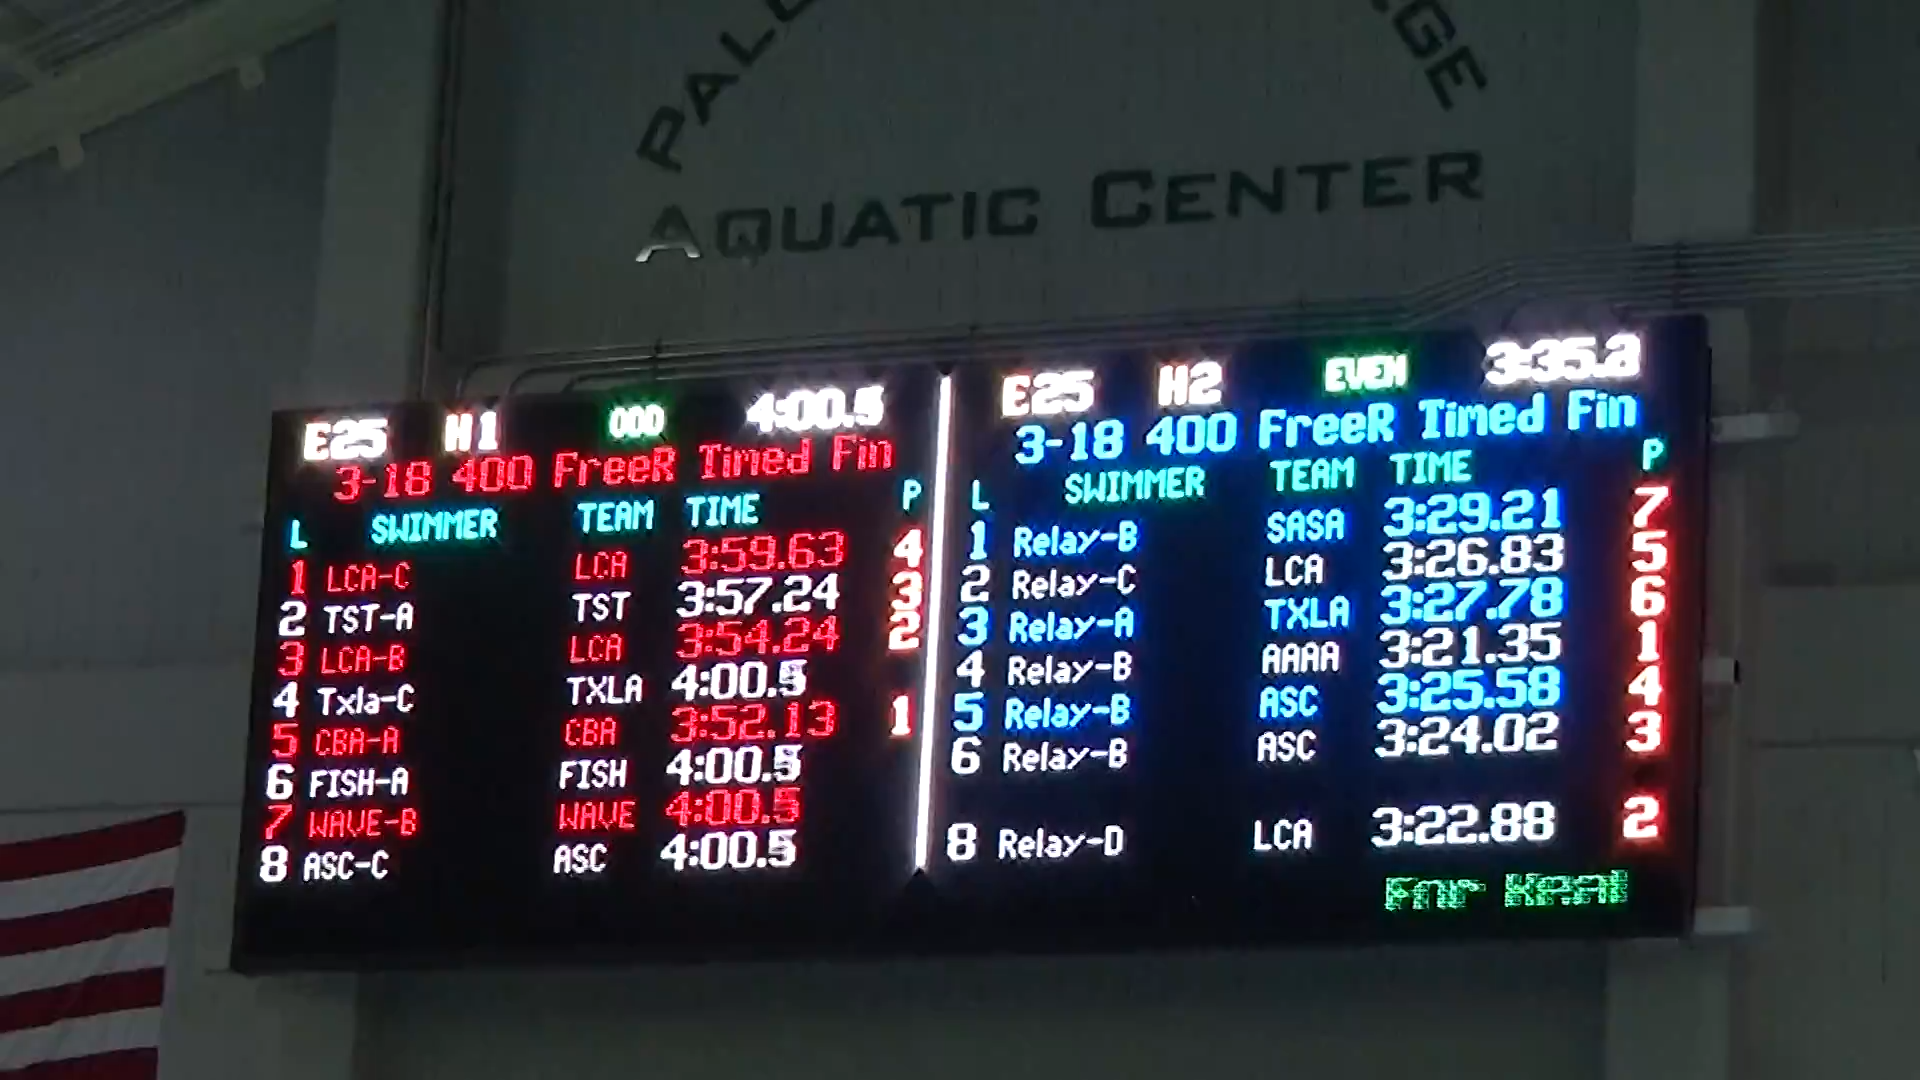 AQUATIC CENTER
E25 H1 ODD 4:00.5
3-18 400 FreeR Timed Fin
L SWIMMER TEAM TIME P
1 LCA-C LCA 3:59.63 4
2 TST-A TST 3:57.24 3
3 LCA-B LCA 3:54.24 2
4 Txla-C TXLA 4:00.5
5 CBA-A CBA 3:52.13 1
6 FISH-A FISH 4:00.5
7 WAVE-B WAVE 4:00.5
8 ASC-C ASC 4:00.5
E25 H2 EVEN
3-18 400 FreeR Timed Fin
L SWIMMER TEAM TIME P
1 Relay-B SASA 3:29.21 7
2 Relay-C LCA 3:26.83 5
3 Relay-A TXLA 3:27.78 6
4 Relay-B AAAA 3:21.35 1
5 Relay-B ASC 3:25.58 4
6 Relay-B ASC 3:24.02 3
8 Relay-D LCA 3:22.88 2